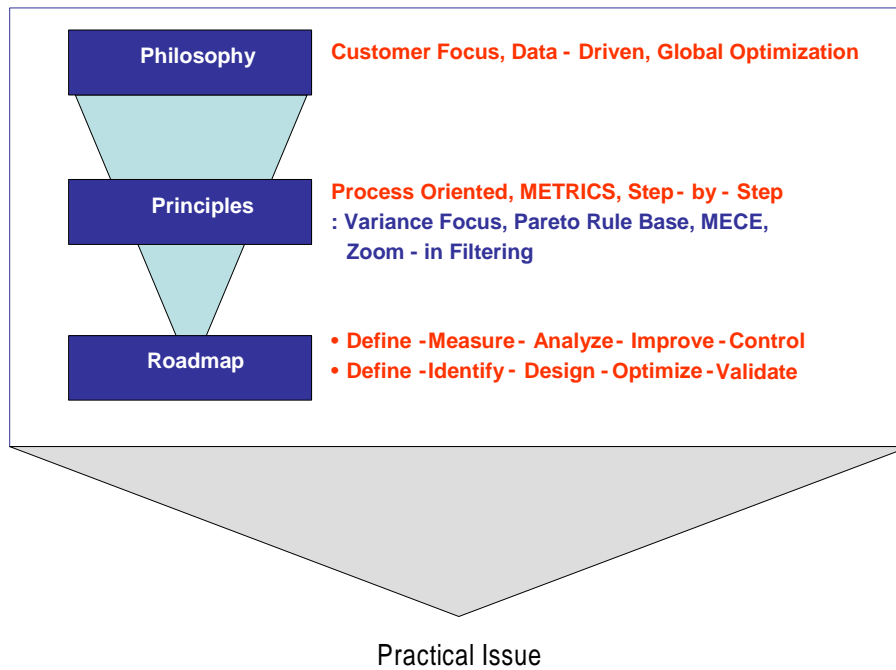 Philosophy
Customer Focus, Data - Driven, Global Optimization
Principles
Process Oriented, METRICS, Step - by - Step
: Variance Focus, Pareto Rule Base, MECE,
Zoom - in Filtering
Roadmap
• Define -Measure- Analyze- Improve -Control
• Define -Identify- Design -Optimize-Validate
Practical Issue